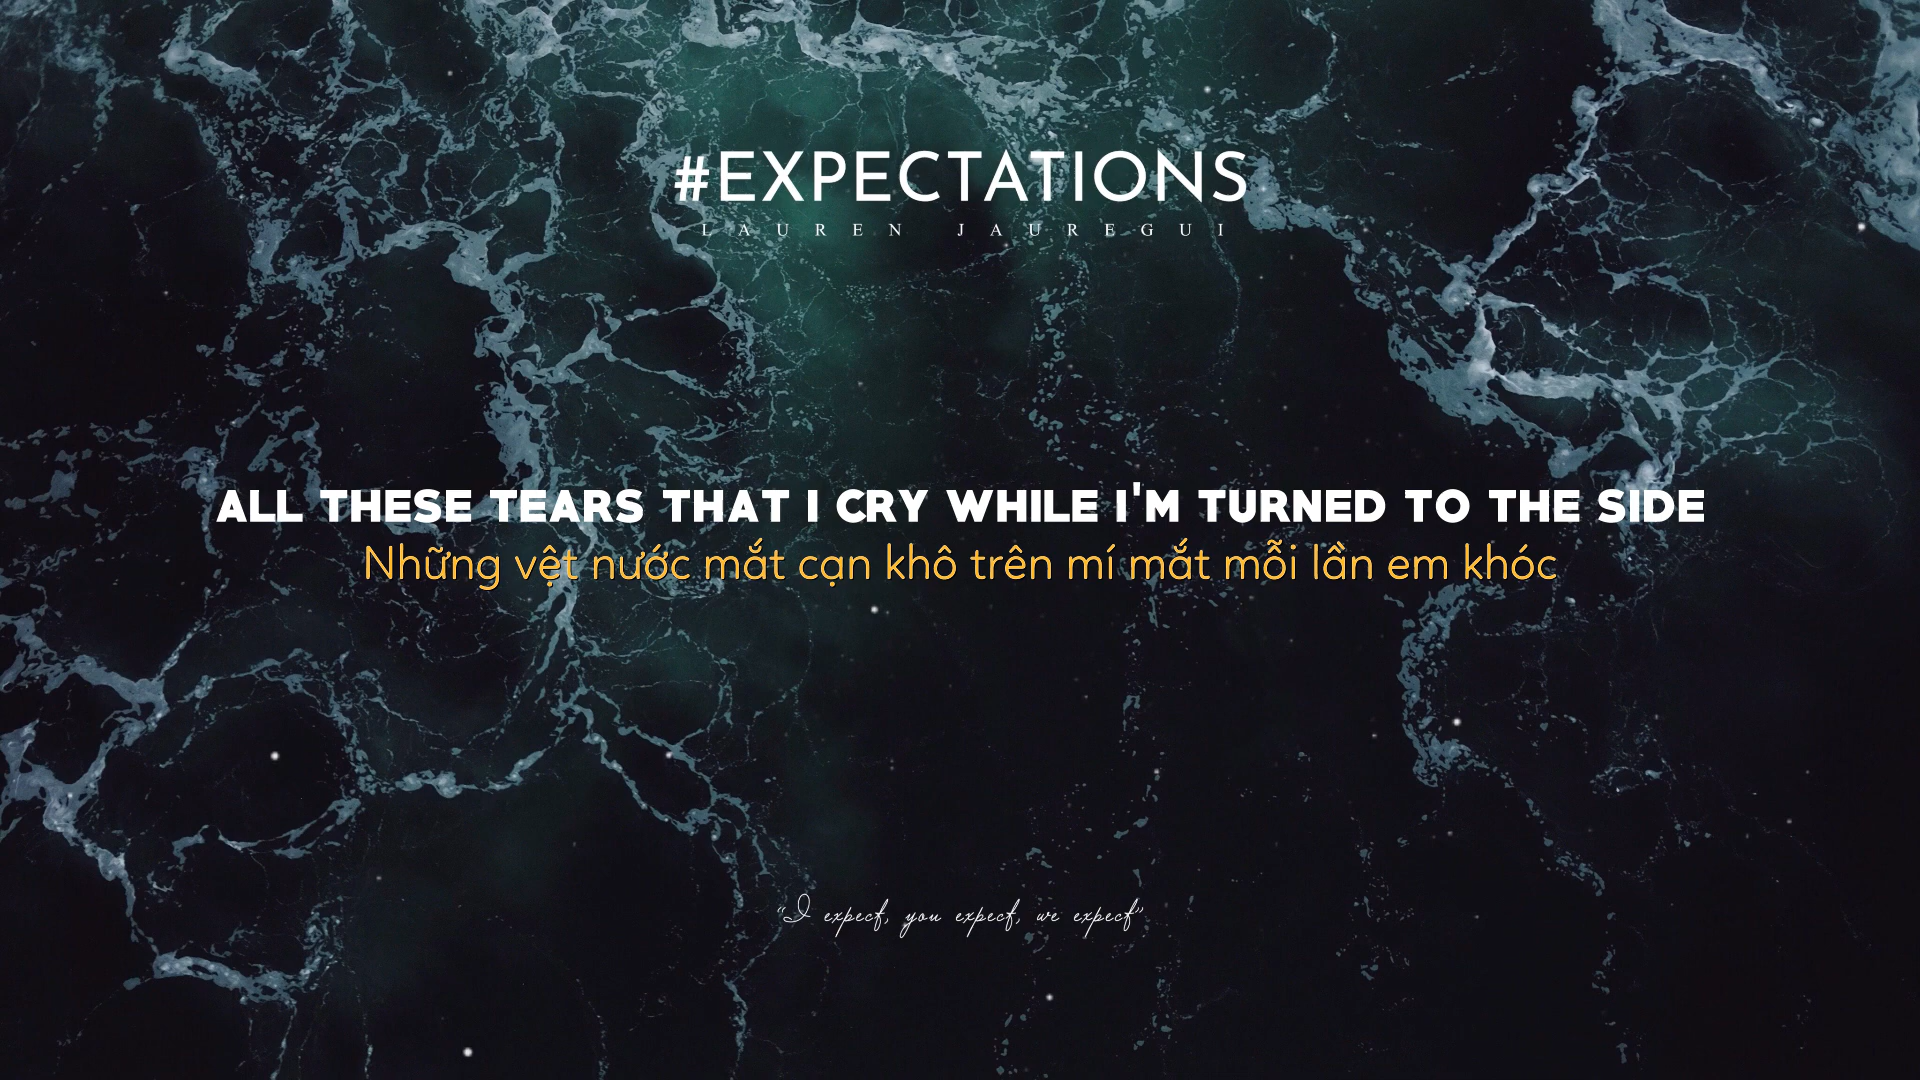 #EXPECTATIONS
LAUREN JAUREGUI
ALL THESE TEARS THAT I CRY WHILE I'M TURNED TO THE SIDE
Những vệt nước mắt cạn khô trên mí mắt mỗi lần em khóc
“I expect, you expect, we expect”